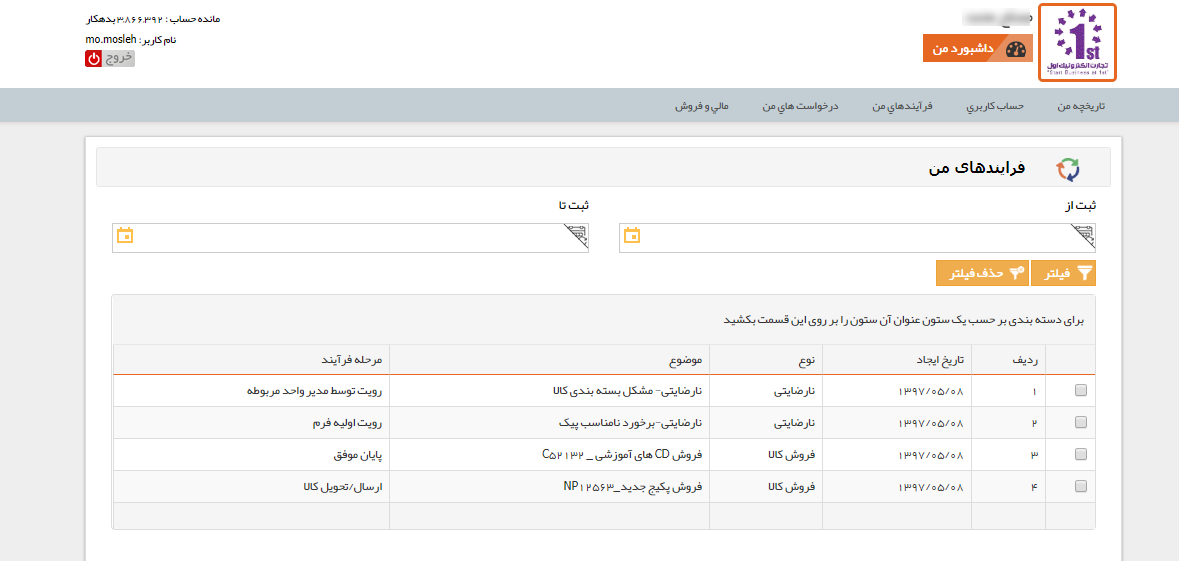 1st
تجارت الکترونیک اول
"Start Business at 1st"
داشبورد من
مانده حساب : ۳.۸۶۶.۳۹۲ بدهکار
نام کاربر: mo.mosleh
خروج
تاریخچه من
حساب کاربري
فرآیندهاي من
درخواست هاي من
مالي و فروش
فرایندهای من
ثبت از
ثبت تا
فیلتر
حذف فیلتر
برای دسته بندی بر حسب یک ستون عنوان آن ستون را بر روی این قسمت بکشید
ردیف تاریخ ایجاد نوع موضوع مرحله فرآیند
۱ ۱۳۹۷/۰۵/۰۸ نارضایتی نارضایتی- مشکل بسته بندی کالا رویت توسط مدیر واحد مربوطه
۲ ۱۳۹۷/۰۵/۰۸ نارضایتی نارضایتی-برخورد نامناسب پیک رویت اولیه فرم
۳ ۱۳۹۷/۰۵/۰۸ فروش کالا فروش CD های آموزشی _ C۵۲۱۳۲ پایان موفق
۴ ۱۳۹۷/۰۵/۰۸ فروش کالا فروش پکیج جدید_NP۱۲۵۶۳ ارسال/تحویل کالا